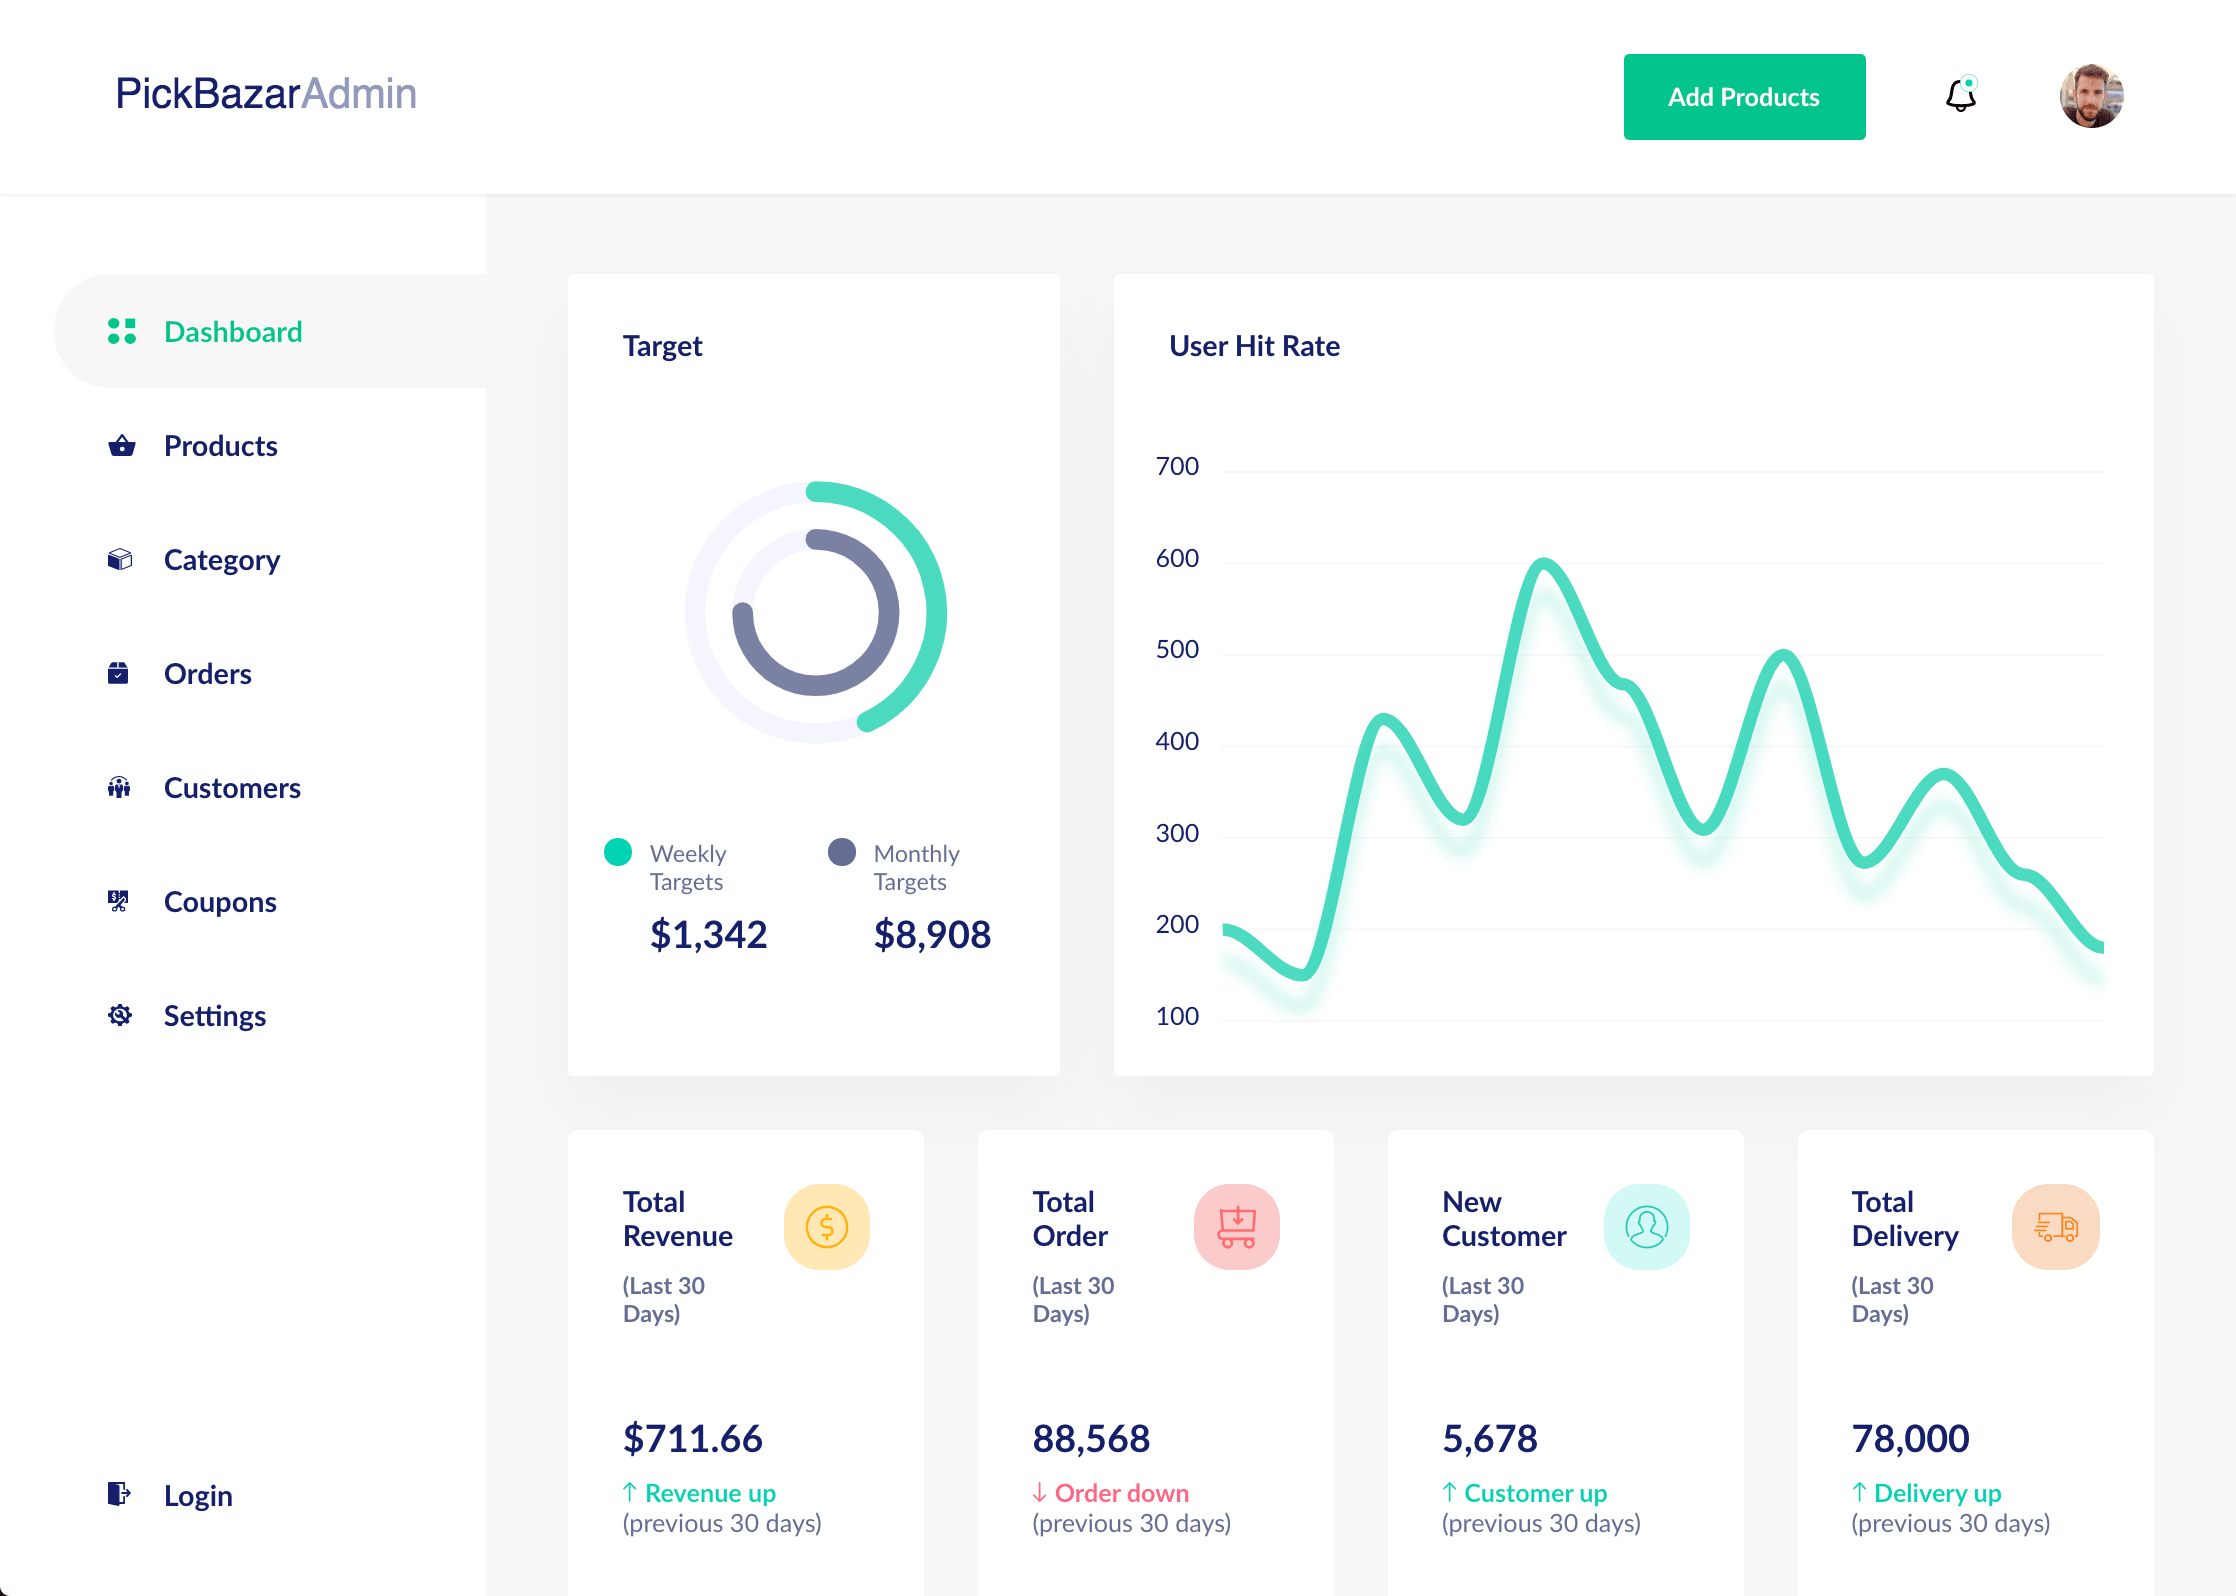 PickBazarAdmin
Add Products
Dashboard
Products
Category
Orders
Customers
Coupons
Settings
Login
Target
Weekly
Targets
$1,342
Monthly
Targets
$8,908
User Hit Rate
700
600
500
400
300
200
100
Total
Revenue
(Last 30
Days)
$711.66
↑ Revenue up
(previous 30 days)
Total
Order
(Last 30
Days)
88,568
↓ Order down
(previous 30 days)
New
Customer
(Last 30
Days)
5,678
↑ Customer up
(previous 30 days)
Total
Delivery
(Last 30
Days)
78,000
↑ Delivery up
(previous 30 days)